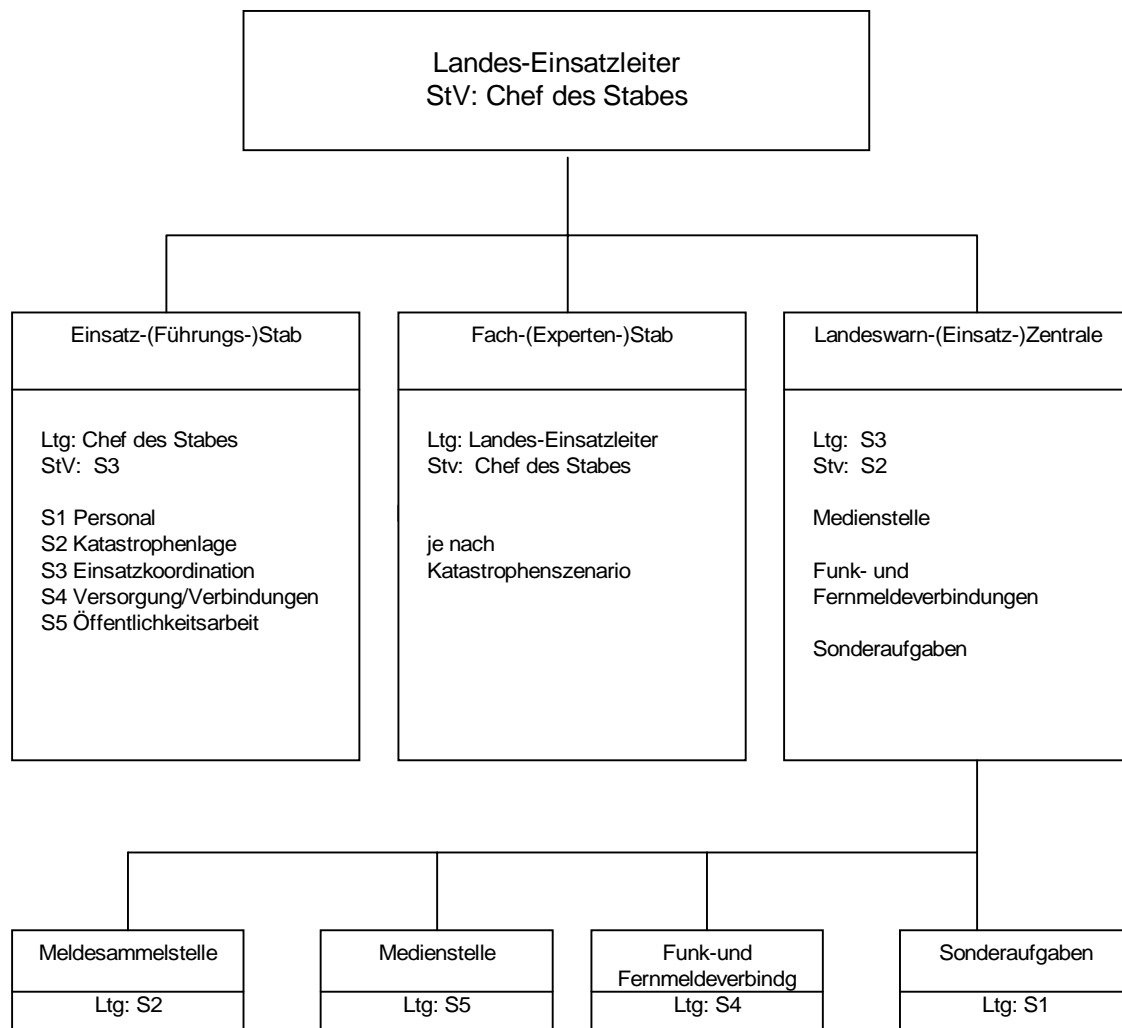 Landes-Einsatzleiter
StV: Chef des Stabes
Einsatz-(Führungs-)Stab
Ltg: Chef des Stabes
StV: S3
S1 Personal
S2 Katastrophenlage
S3 Einsatzkoordination
S4 Versorgung/Verbindungen
S5 Öffentlichkeitsarbeit
Fach-(Experten-)Stab
Ltg: Landes-Einsatzleiter
Stv: Chef des Stabes
je nach
Katastrophenszenario
Landeswarn-(Einsatz-)Zentrale
Ltg: S3
Stv: S2
Medienstelle
Funk- und
Fernmeldeverbindungen
Sonderaufgaben
Meldesammelstelle
Ltg: S2
Medienstelle
Ltg: S5
Funk-und
Fernmeldeverbindg
Ltg: S4
Sonderaufgaben
Ltg: S1